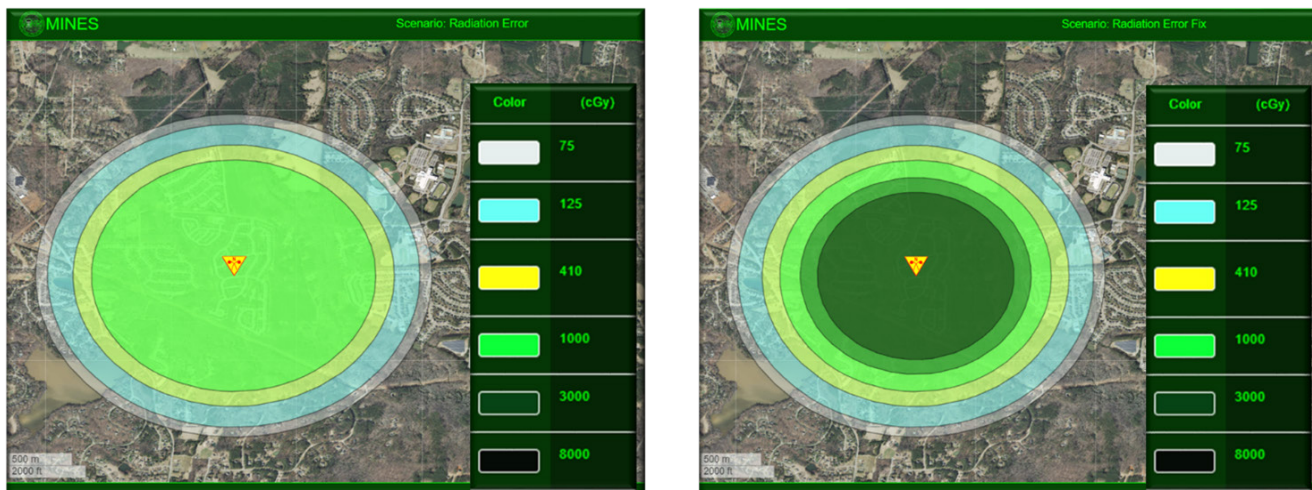 MINES
Scenario: Radiation Error
Color (cGy)
75
125
410
1000
3000
8000
500 m
2000 ft
MINES
Scenario: Radiation Error Fix
Color (cGy)
75
125
410
1000
3000
8000
500 m
2000 ft